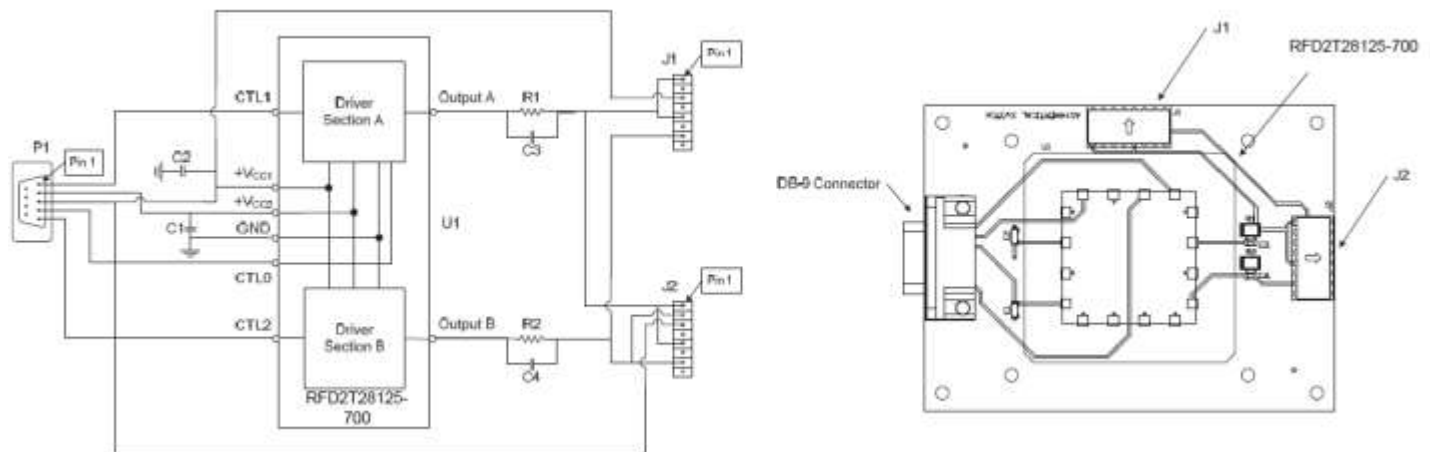 P1
Pin 1
CTL1
C2
+VCC1
+VCC2
C1
GND
CTL0
CTL2
Driver
Section A
Driver
Section B
RFD2T28125-
700
U1
Output A
R1
C3
Output B
R2
C4
J1
Pin 1
J2
Pin 1
J1
RFD2T28125-700
J2
DB-9 Connector